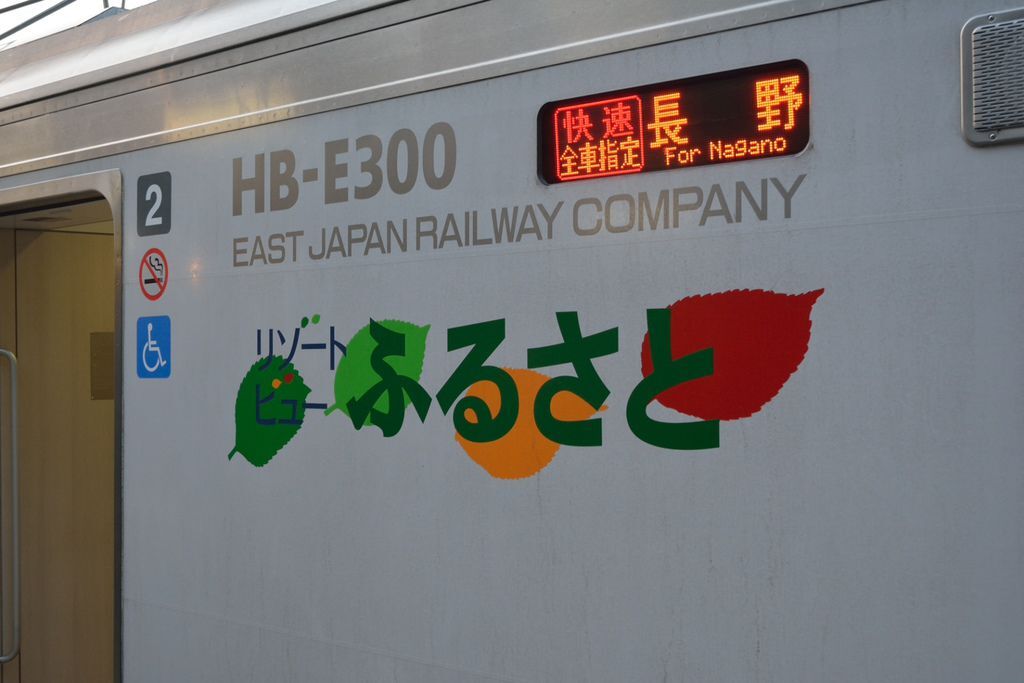 2
HB-E300
EAST JAPAN RAILWAY COMPANY
快速
全車指定
長野
For Nagano
リゾート
ビュー
ふるさと